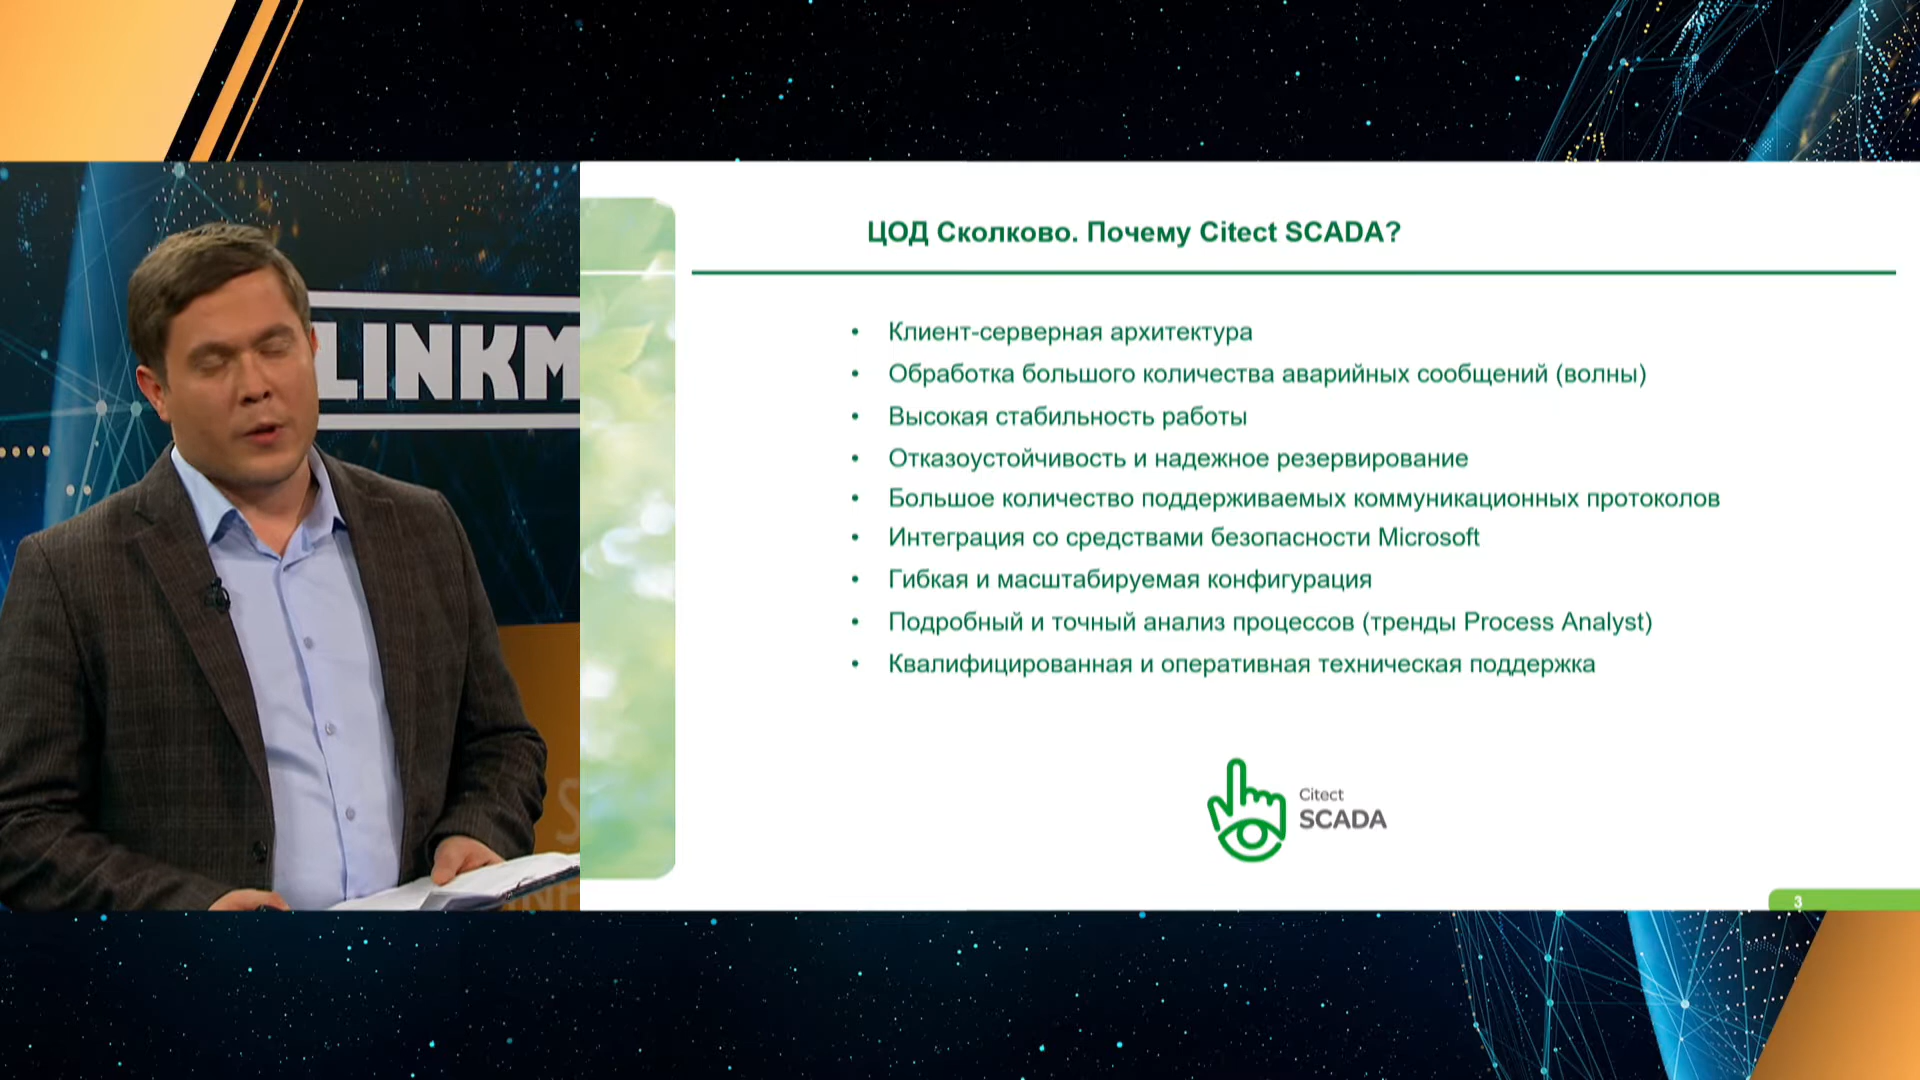 LINKM
ЦОД Сколково. Почему Citect SCADA?
• Клиент-серверная архитектура
• Обработка большого количества аварийных сообщений (волны)
• Высокая стабильность работы
• Отказоустойчивость и надежное резервирование
• Большое количество поддерживаемых коммуникационных протоколов
• Интеграция со средствами безопасности Microsoft
• Гибкая и масштабируемая конфигурация
• Подробный и точный анализ процессов (тренды Process Analyst)
• Квалифицированная и оперативная техническая поддержка
Citect
SCADA
3